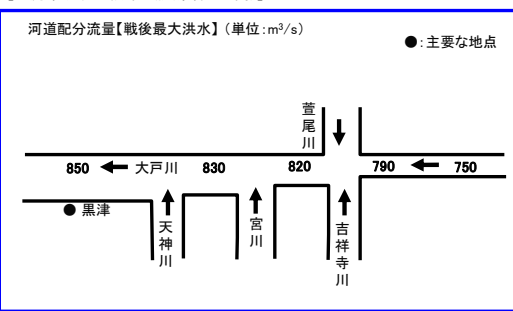 河道配分流量【戦後最大洪水】（単位：m³/s）
●：主要な地点
萱尾川
850 ← 大戸川 830 820 790 ← 750
● 黒津
天神川
宮川
吉祥寺川